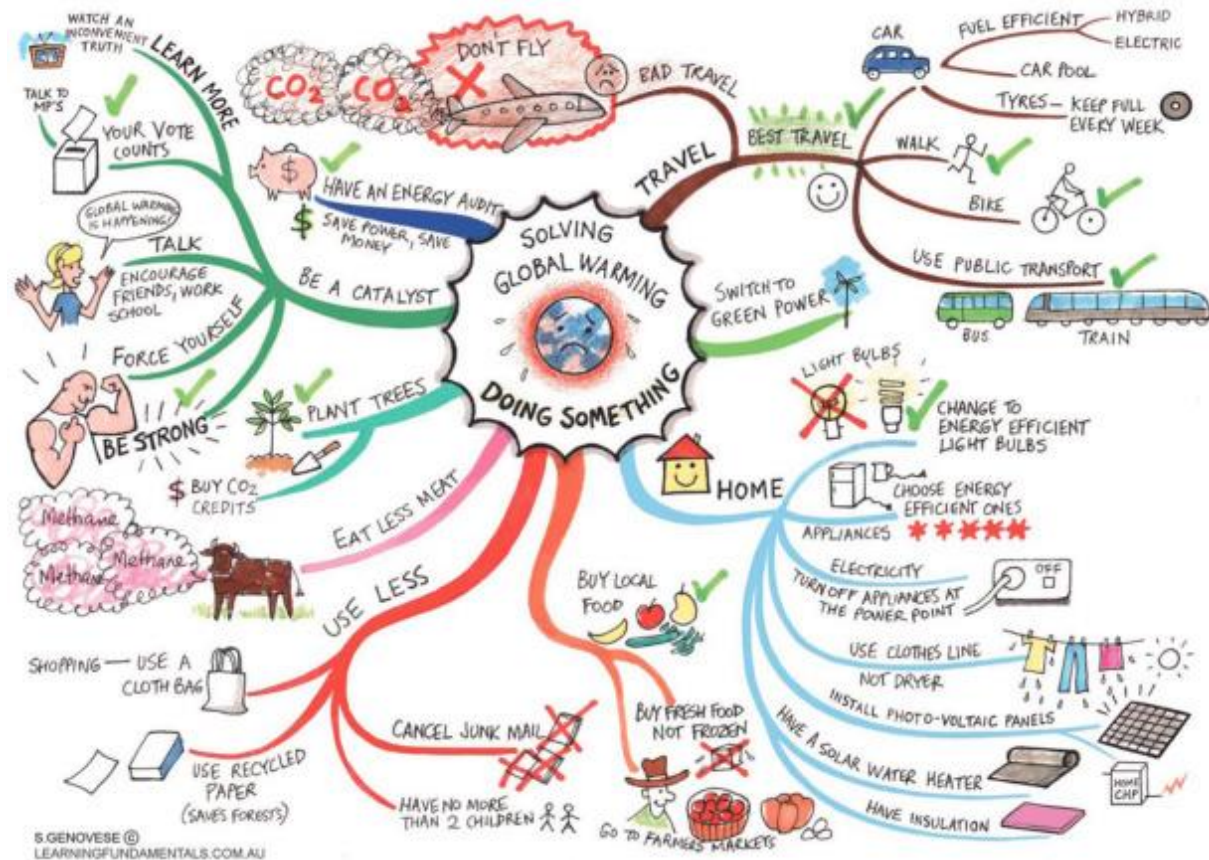 SOLVING
GLOBAL WARMING
DOING SOMETHING
TRAVEL
BAD TRAVEL
DON'T FLY
CO2
CO2
BEST TRAVEL
CAR
FUEL EFFICIENT
HYBRID
ELECTRIC
CAR POOL
TYRES — KEEP FULL
EVERY WEEK
WALK
BIKE
USE PUBLIC TRANSPORT
BUS
TRAIN
SWITCH TO
GREEN POWER
HOME
LIGHT BULBS
CHANGE TO
ENERGY EFFICIENT
LIGHT BULBS
APPLIANCES
CHOOSE ENERGY
EFFICIENT ONES
ELECTRICITY
TURN OFF APPLIANCES AT
THE POWER POINT
OFF
USE CLOTHES LINE
NOT DRYER
INSTALL PHOTO-VOLTAIC PANELS
HOME
CHP
HAVE A SOLAR WATER HEATER
HAVE INSULATION
BUY LOCAL
FOOD
BUY FRESH FOOD
NOT FROZEN
GO TO FARMERS MARKETS
USE LESS
SHOPPING — USE A
CLOTH BAG
USE RECYCLED
PAPER
(SAVES FORESTS)
CANCEL JUNK MAIL
HAVE NO MORE
THAN 2 CHILDREN
EAT LESS MEAT
Methane
Methane
Methane
PLANT TREES
$ BUY CO2
CREDITS
BE A CATALYST
LEARN MORE
WATCH AN
INCONVENIENT
TRUTH
TALK TO
MP'S
YOUR VOTE
COUNTS
TALK
GLOBAL WARMING
IS HAPPENING!
ENCOURAGE
FRIENDS, WORK
SCHOOL
FORCE YOURSELF
BE STRONG
HAVE AN ENERGY AUDIT
$ SAVE POWER, SAVE
MONEY
$
S.GENOVESE ©
LEARNINGFUNDAMENTALS.COM.AU